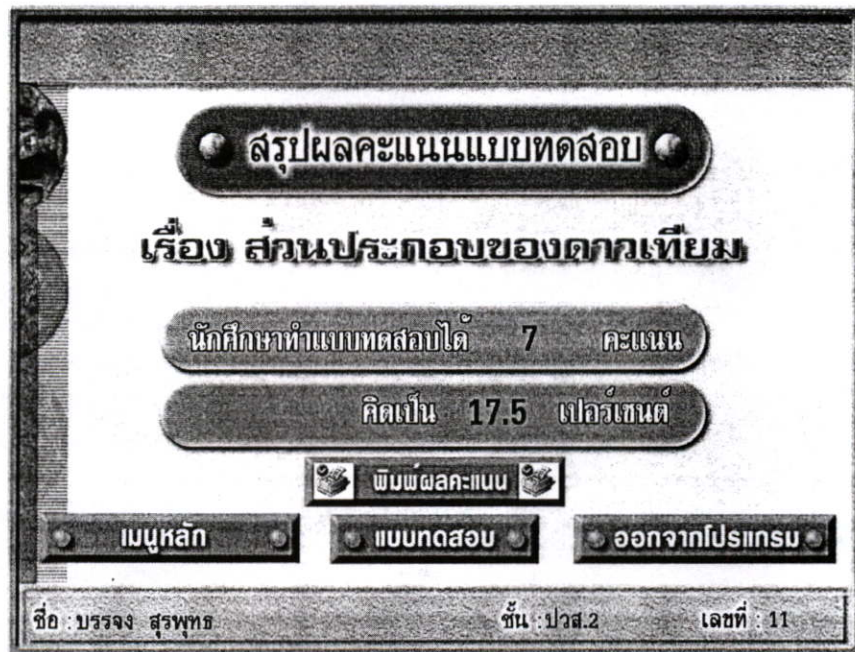 สรุปผลคะแนนแบบทดสอบ
เรื่อง ส่วนประกอบของดาวเทียม
นักศึกษาทำแบบทดสอบได้ 7 คะแนน
คิดเป็น 17.5 เปอร์เซนต์
พิมพ์ผลคะแนน
เมนูหลัก แบบทดสอบ ออกจากโปรแกรม
ชื่อ : บรรจง สุรพุทธ ชั้น : ปวส.2 เลขที่ : 11